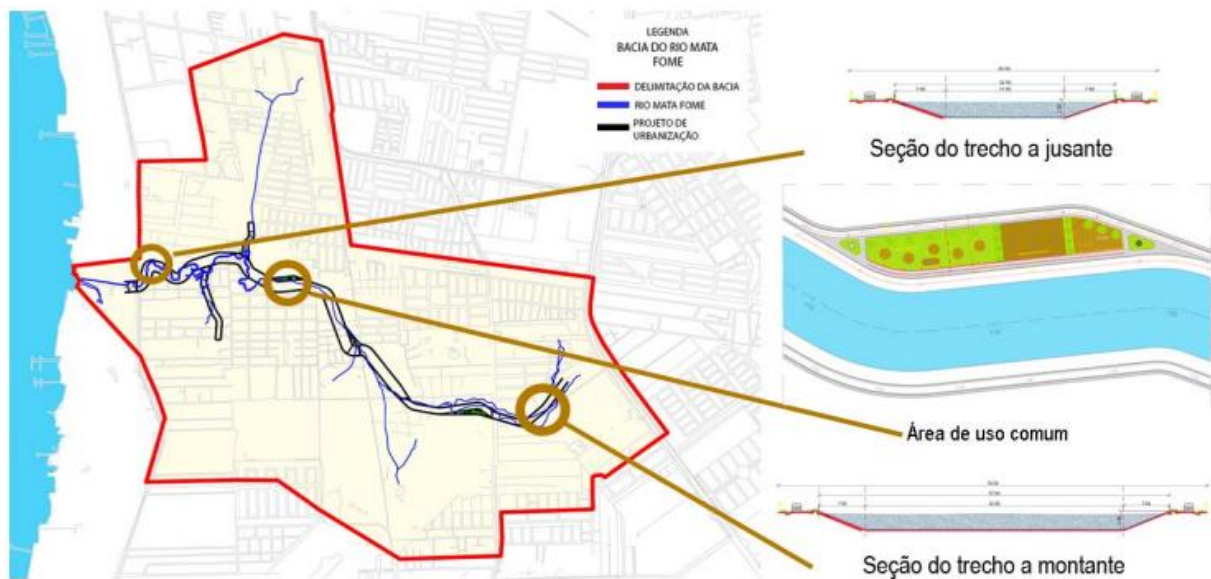 LEGENDA
BACIA DO RIO MATA
FOME
DELIMITAÇÃO DA BACIA
RIO MATA FOME
PROJETO DE
URBANIZAÇÃO
Seção do trecho a jusante
Área de uso comum
Seção do trecho a montante